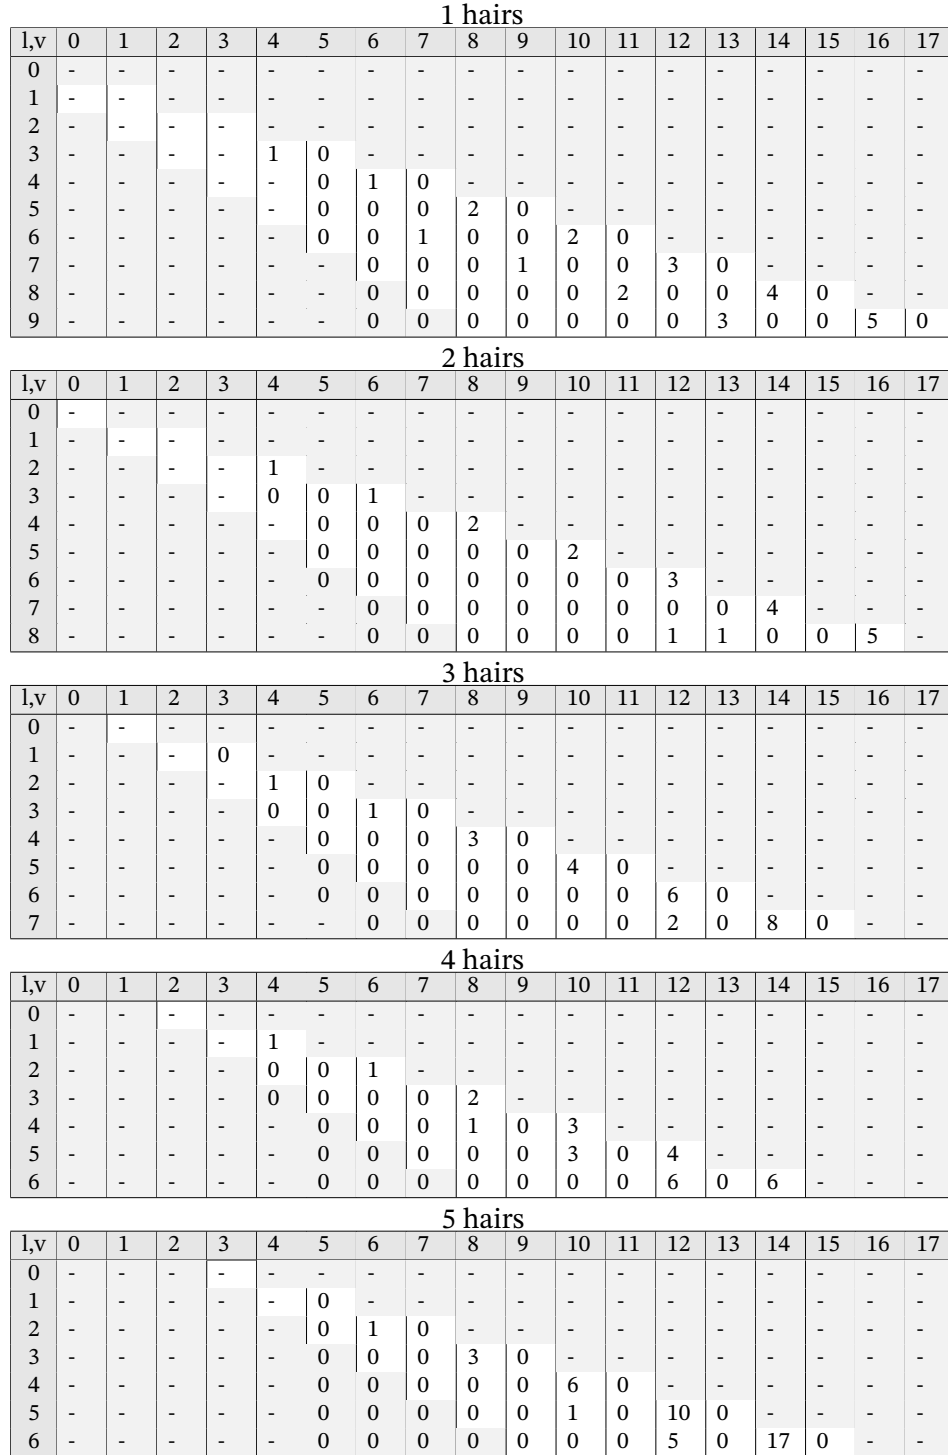 1 hairs
l,v 0 1 2 3 4 5 6 7 8 9 10 11 12 13 14 15 16 17
0 - - - - - - - - - - - - - - - - - -
1 - - - - - - - - - - - - - - - - - -
2 - - - - - - - - - - - - - - - - - -
3 - - - - 1 0 - - - - - - - - - - - -
4 - - - - - 0 1 0 - - - - - - - - - -
5 - - - - - 0 0 0 2 0 - - - - - - - -
6 - - - - - 0 0 1 0 0 2 0 - - - - - -
7 - - - - - - 0 0 0 1 0 0 3 0 - - - -
8 - - - - - - 0 0 0 0 0 2 0 0 4 0 - -
9 - - - - - - 0 0 0 0 0 0 0 3 0 0 5 0
2 hairs
l,v 0 1 2 3 4 5 6 7 8 9 10 11 12 13 14 15 16 17
0 - - - - - - - - - - - - - - - - - -
1 - - - - - - - - - - - - - - - - - -
2 - - - - 1 - - - - - - - - - - - - -
3 - - - - 0 0 1 - - - - - - - - - - -
4 - - - - - 0 0 0 2 - - - - - - - - -
5 - - - - - 0 0 0 0 0 2 - - - - - - -
6 - - - - - 0 0 0 0 0 0 0 3 - - - - -
7 - - - - - - 0 0 0 0 0 0 0 0 4 - - -
8 - - - - - - 0 0 0 0 0 0 1 1 0 0 5 -
3 hairs
l,v 0 1 2 3 4 5 6 7 8 9 10 11 12 13 14 15 16 17
0 - - - - - - - - - - - - - - - - - -
1 - - - 0 - - - - - - - - - - - - - -
2 - - - - 1 0 - - - - - - - - - - - -
3 - - - - 0 0 1 0 - - - - - - - - - -
4 - - - - - 0 0 0 3 0 - - - - - - - -
5 - - - - - 0 0 0 0 0 4 0 - - - - - -
6 - - - - - 0 0 0 0 0 0 0 6 0 - - - -
7 - - - - - - 0 0 0 0 0 0 2 0 8 0 - -
4 hairs
l,v 0 1 2 3 4 5 6 7 8 9 10 11 12 13 14 15 16 17
0 - - - - - - - - - - - - - - - - - -
1 - - - - 1 - - - - - - - - - - - - -
2 - - - - 0 0 1 - - - - - - - - - - -
3 - - - - 0 0 0 0 2 - - - - - - - - -
4 - - - - - 0 0 0 1 0 3 - - - - - - -
5 - - - - - 0 0 0 0 0 3 0 4 - - - - -
6 - - - - - 0 0 0 0 0 0 0 6 0 6 - - -
5 hairs
l,v 0 1 2 3 4 5 6 7 8 9 10 11 12 13 14 15 16 17
0 - - - - - - - - - - - - - - - - - -
1 - - - - - 0 - - - - - - - - - - - -
2 - - - - - 0 1 0 - - - - - - - - - -
3 - - - - - 0 0 0 3 0 - - - - - - - -
4 - - - - - 0 0 0 0 0 6 0 - - - - - -
5 - - - - - 0 0 0 0 0 1 0 10 0 - - - -
6 - - - - - 0 0 0 0 0 0 0 5 0 17 0 - -